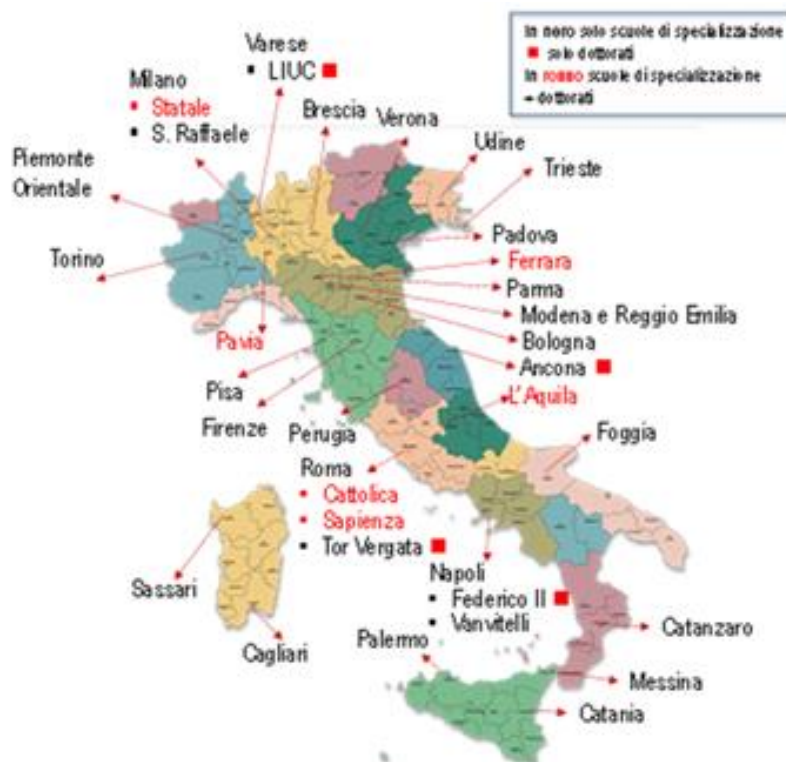 In nero solo scuole di specializzazione
solo dottorati
In rosso scuole di specializzazione
dottorati
Varese
LIUC
Milano
Statale
S. Raffaele
Brescia
Verona
Udine
Trieste
Piemonte
Orientale
Torino
Padova
Ferrara
Parma
Modena e Reggio Emilia
Bologna
Pavia
Ancona
Pisa
L'Aquila
Firenze
Perugia
Foggia
Roma
Cattolica
Sapienza
Tor Vergata
Napoli
Federico II
Vanvitelli
Sassari
Cagliari
Palermo
Catanzaro
Messina
Catania